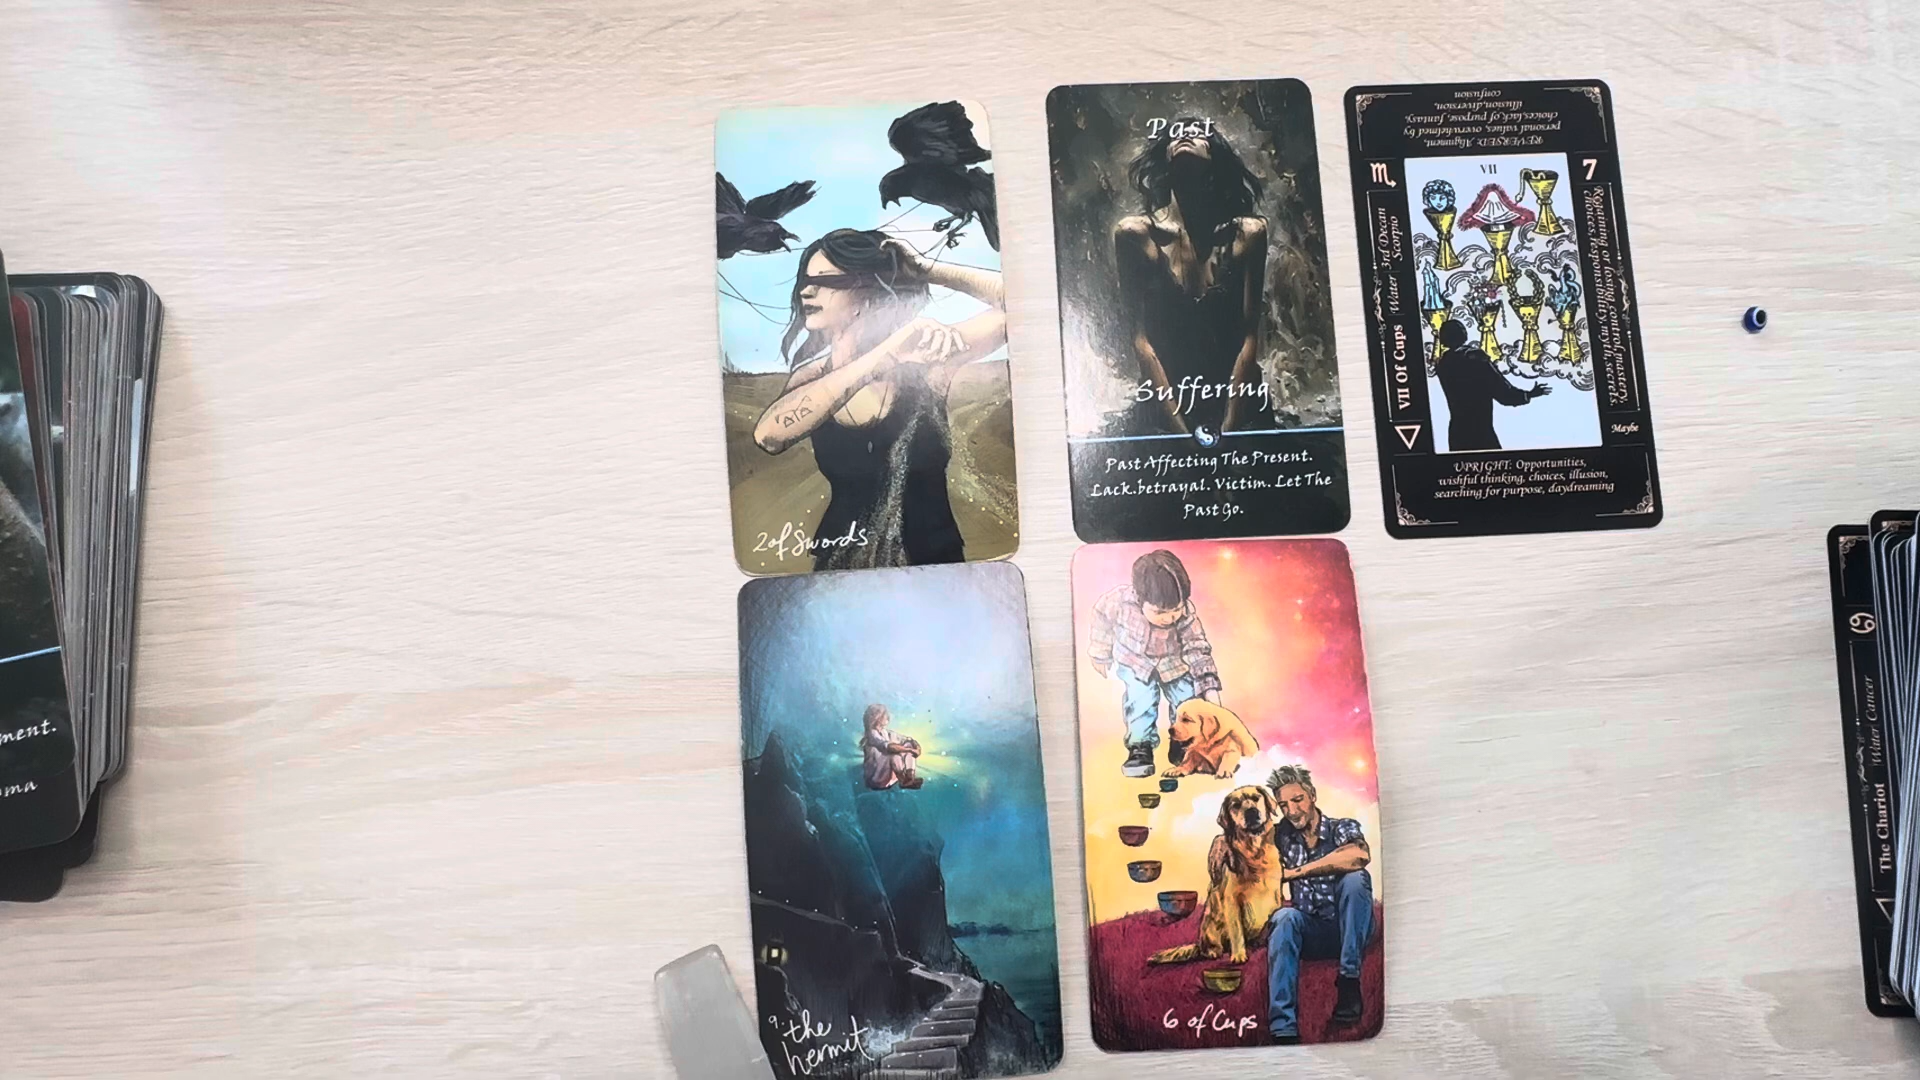 2 of Swords
Past
Suffering
Past Affecting The Present.
Lack.betrayal. Victim. Let The
Past Go.
REVERSED: Alignment,
personal values, overwhelmed by
choices,lack of purpose, fantasy,
illusion,diversion,
confusion
VII
7
3rd Decan
Scorpio
Water
VII Of Cups
Regaining or losing control,mastery,
choices,responsibility,myth,secrets.
Maybe
UPRIGHT: Opportunities,
wishful thinking, choices, illusion,
searching for purpose, daydreaming
9. the
hermit
6 of Cups
ment.
ma
The Chariot
Water
Cancer